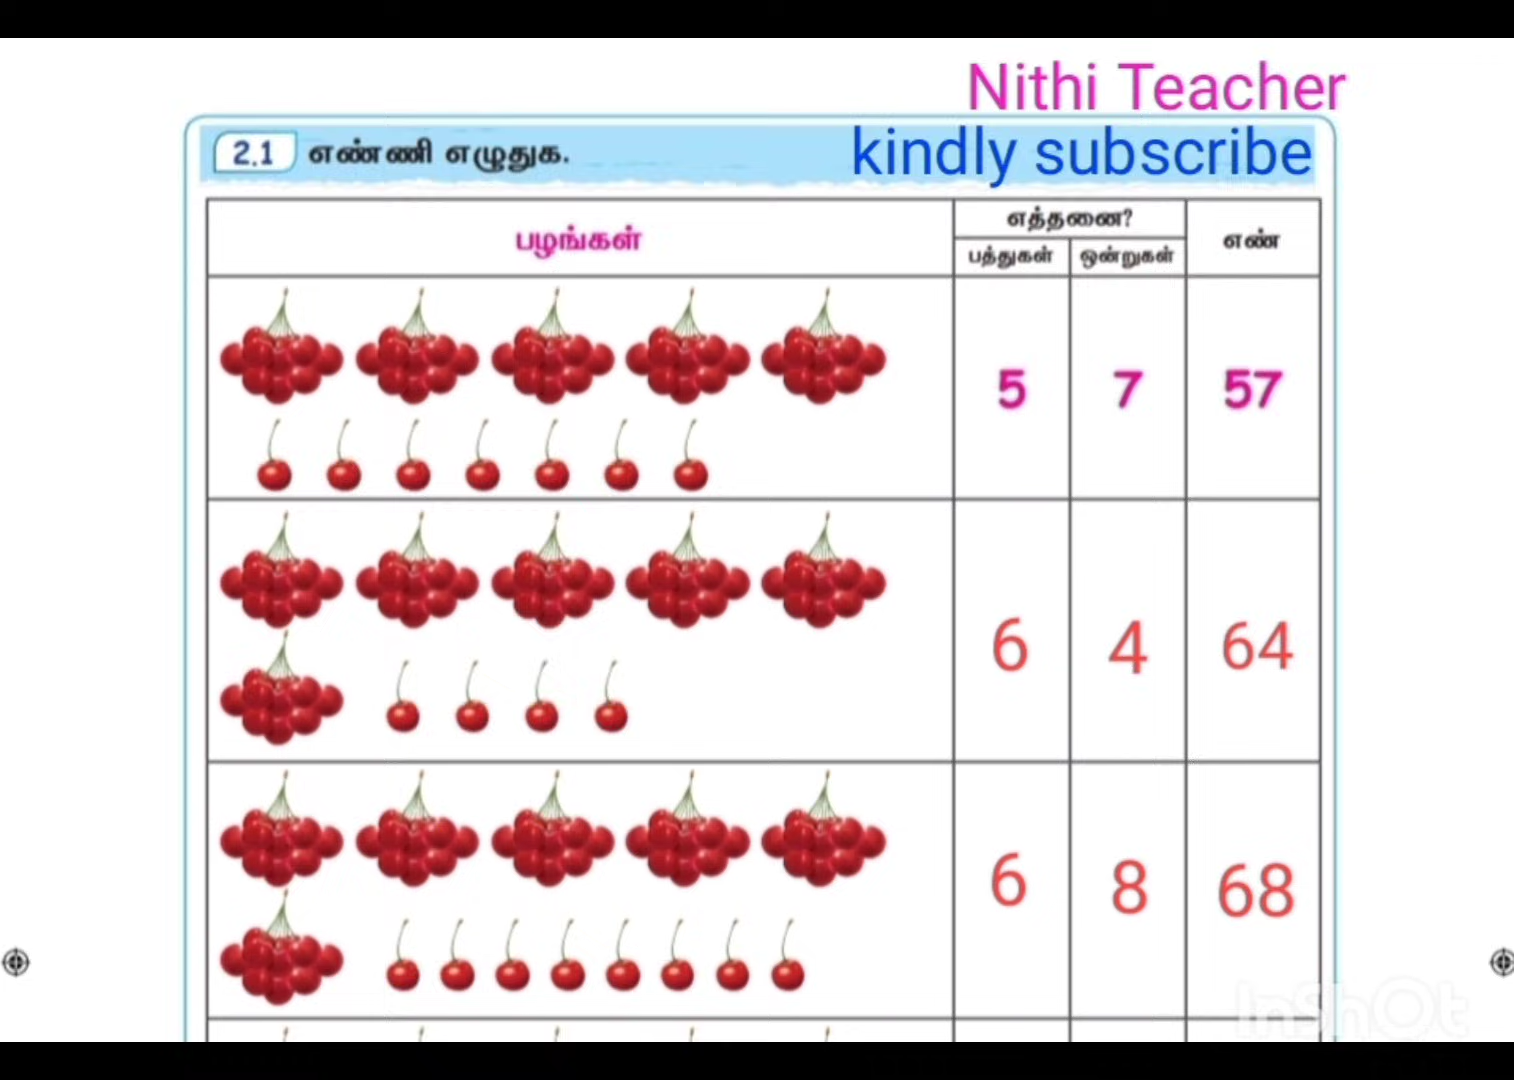 Nithi Teacher
kindly subscribe
2.1 எண்ணி எழுதுக.
பழங்கள்
எத்தனை?
பத்துகள் ஒன்றுகள்
எண்
5 7 57
6 4 64
6 8 68
InShOt